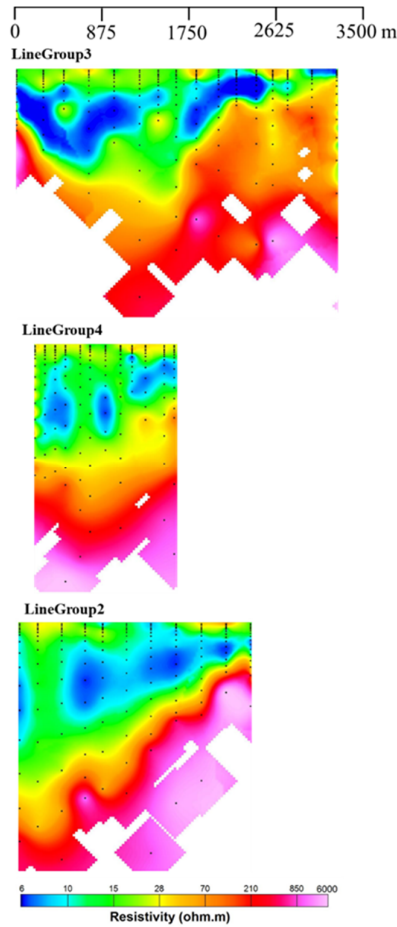 0 875 1750 2625 3500 m
LineGroup3
LineGroup4
LineGroup2
6 10 15 28 70 210 850 6000
Resistivity (ohm.m)